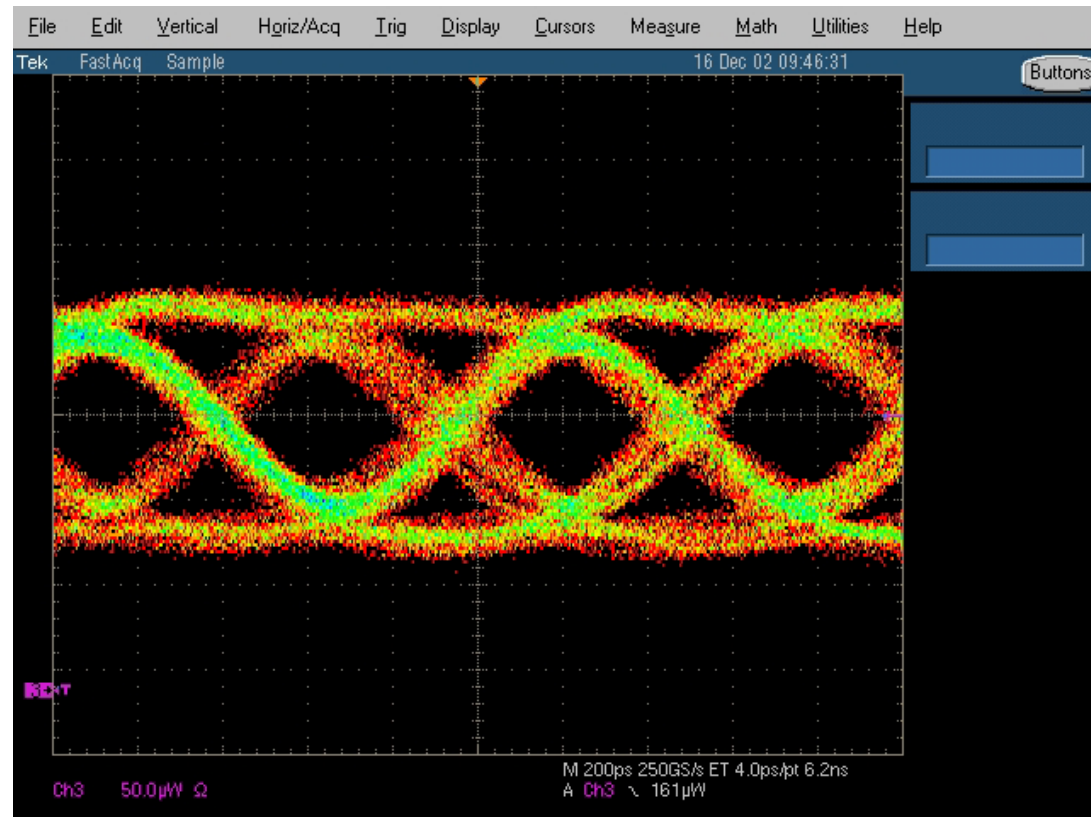 File Edit Vertical Horiz/Acq Trig Display Cursors Measure Math Utilities Help
Tek FastAcq Sample 16 Dec 02 09:46:31
Buttons
M 200ps 250GS/s ET 4.0ps/pt 6.2ns
Ch3 50.0µW Ω A Ch3 161µW